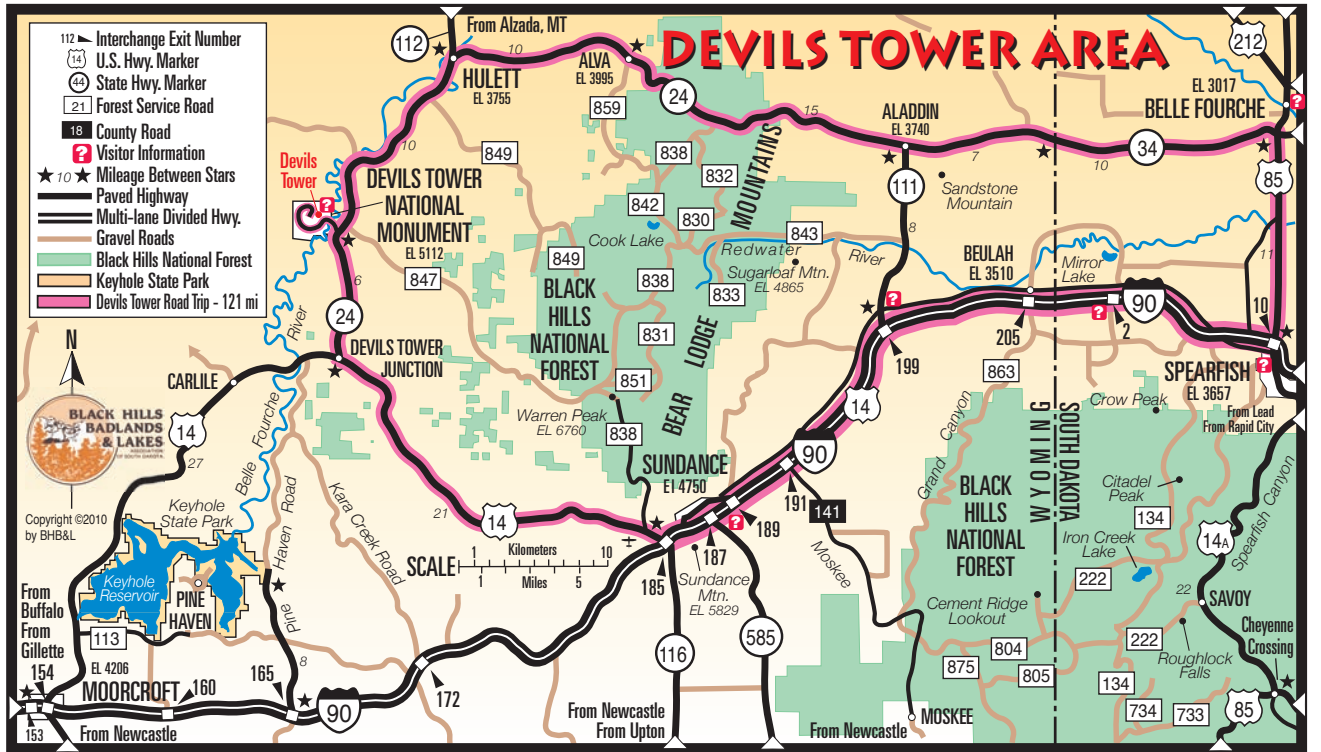 DEVILS TOWER AREA
112 Interchange Exit Number
14 U.S. Hwy. Marker
44 State Hwy. Marker
21 Forest Service Road
18 County Road
? Visitor Information
★ 10 ★ Mileage Between Stars
Paved Highway
Multi-lane Divided Hwy.
Gravel Roads
Black Hills National Forest
Keyhole State Park
Devils Tower Road Trip - 121 mi
N
BLACK HILLS
BADLANDS
& LAKES
ASSOCIATION
OF SOUTH DAKOTA
Copyright ©2010
by BHB&L
From Alzada, MT
112
HULETT
EL 3755
10
ALVA
EL 3995
24
859
15
ALADDIN
EL 3740
7
10
34
212
EL 3017
BELLE FOURCHE
?
85
11
10
849
Devils
Tower
?
DEVILS TOWER
NATIONAL
MONUMENT
EL 5112
838
832
842
830
MOUNTAINS
Cook Lake
849
847
838
833
831
851
838
Redwater
River
843
Sugarloaf Mtn.
EL 4865
111
8
Sandstone
Mountain
BEULAH
EL 3510
Mirror
Lake
90
?
205
2
10
?
199
SPEARFISH
EL 3657
?
From Lead
From Rapid City
6
24
River
DEVILS TOWER
JUNCTION
CARLILE
14
27
Belle Fourche
BLACK
HILLS
NATIONAL
FOREST
BEAR LODGE
Warren Peak
EL 6760
SUNDANCE
El 4750
14
90
863
Grand Canyon
WYOMING
SOUTH DAKOTA
Crow Peak
Citadel
Peak
134
Iron Creek
Lake
222
14A
Spearfish Canyon
22
SAVOY
222
Roughlock
Falls
Cheyenne
Crossing
134
734
733
85
BLACK
HILLS
NATIONAL
FOREST
Cement Ridge
Lookout
804
805
875
191
141
189
?
187
185
Sundance
Mtn.
EL 5829
Moskee
MOSKEE
From Newcastle
585
116
From Newcastle
From Upton
21
14
SCALE
1 Kilometers 10
1 Miles 5
Kara Creek Road
Pine Haven Road
8
Keyhole
State Park
Keyhole
Reservoir
PINE
HAVEN
113
From
Buffalo
From
Gillette
154
153
EL 4206
MOORCROFT
160
165
90
172
From Newcastle